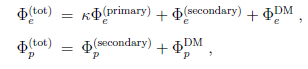 Φ_e^{(tot)} = κΦ_e^{(primary)} + Φ_e^{(secondary)} + Φ_e^{DM} ,
Φ_p^{(tot)} = Φ_p^{(secondary)} + Φ_p^{DM} ,